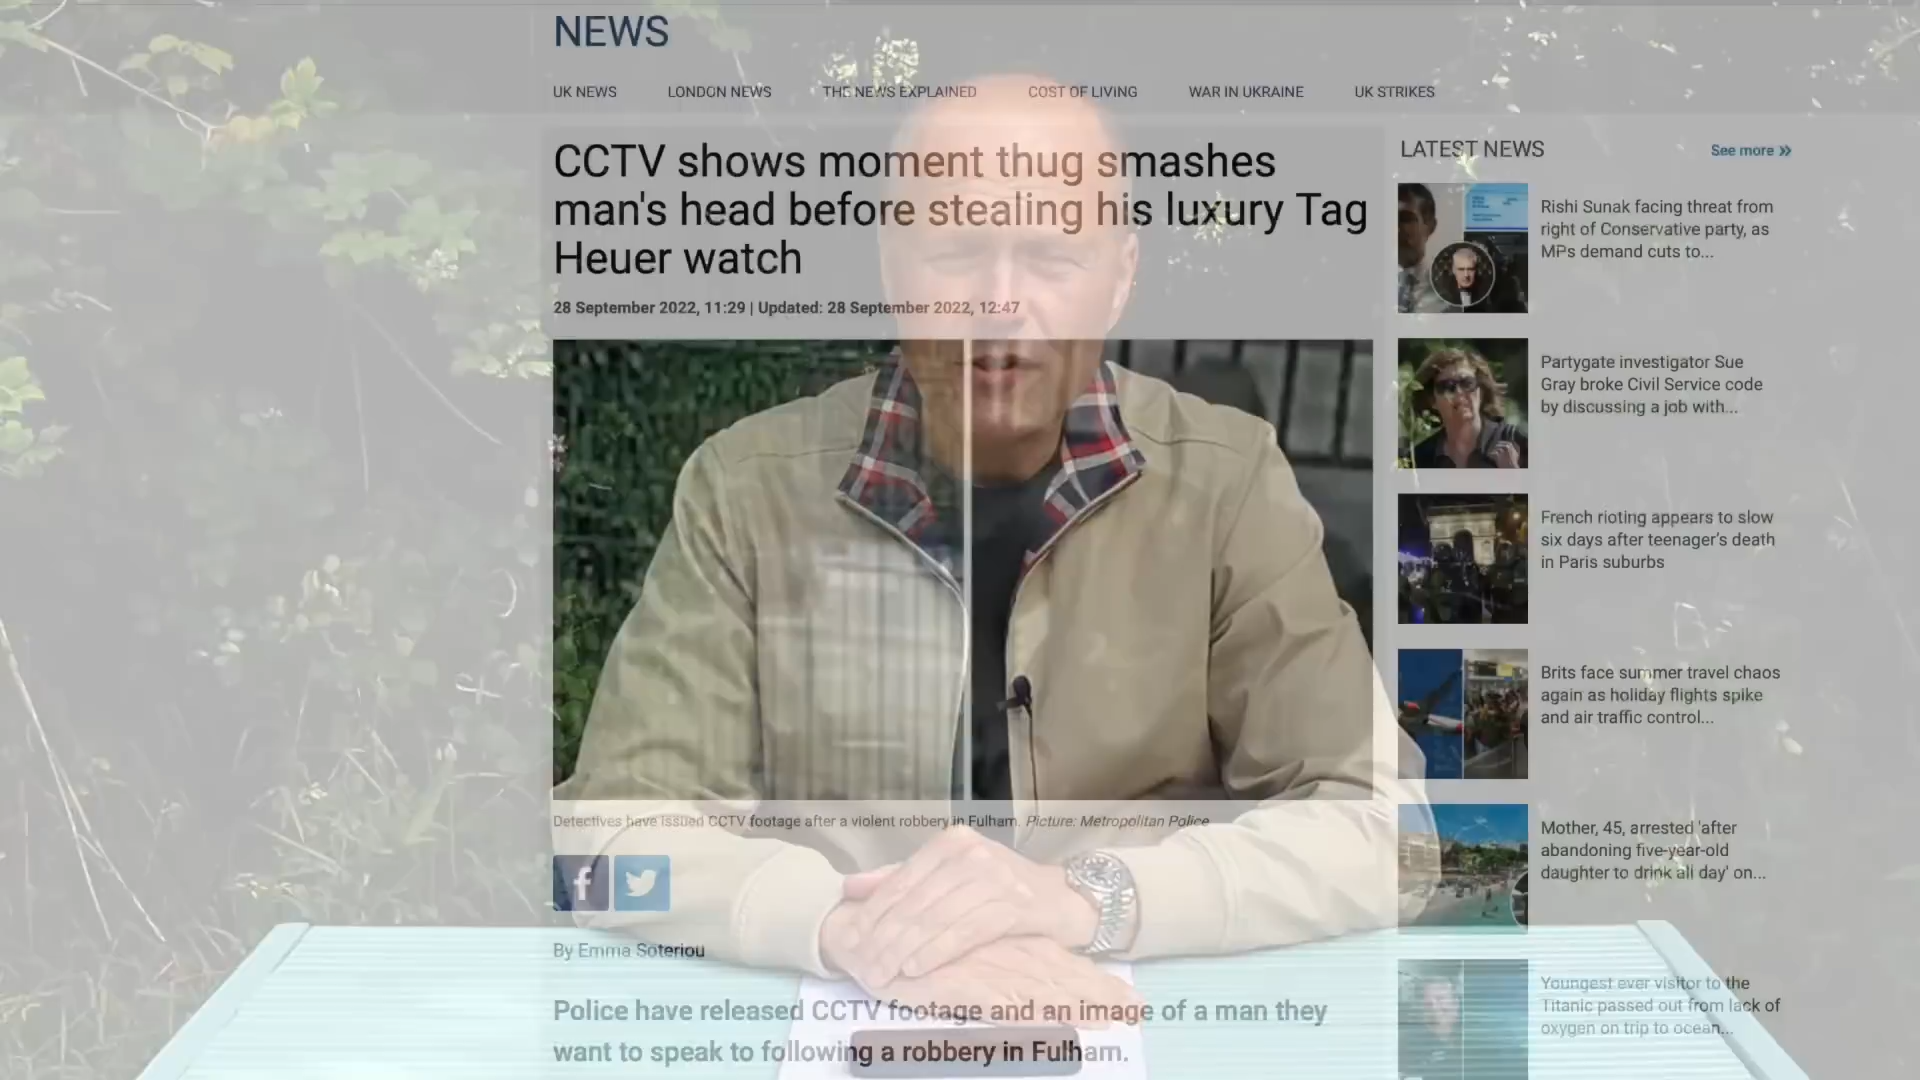 NEWS
UK NEWS LONDON NEWS THE NEWS EXPLAINED COST OF LIVING WAR IN UKRAINE UK STRIKES
CCTV shows moment thug smashes
man's head before stealing his luxury Tag
Heuer watch
28 September 2022, 11:29 | Updated: 28 September 2022, 12:47
Detectives have issued CCTV footage after a violent robbery in Fulham. Picture: Metropolitan Police
By Emma Soteriou
Police have released CCTV footage and an image of a man they
want to speak to following a robbery in Fulham.
LATEST NEWS
See more »
Rishi Sunak facing threat from
right of Conservative party, as
MPs demand cuts to...
Partygate investigator Sue
Gray broke Civil Service code
by discussing a job with...
French rioting appears to slow
six days after teenager's death
in Paris suburbs
Brits face summer travel chaos
again as holiday flights spike
and air traffic control...
Mother, 45, arrested 'after
abandoning five-year-old
daughter to drink all day' on...
Youngest ever visitor to the
Titanic passed out from lack of
oxygen on trip to ocean...